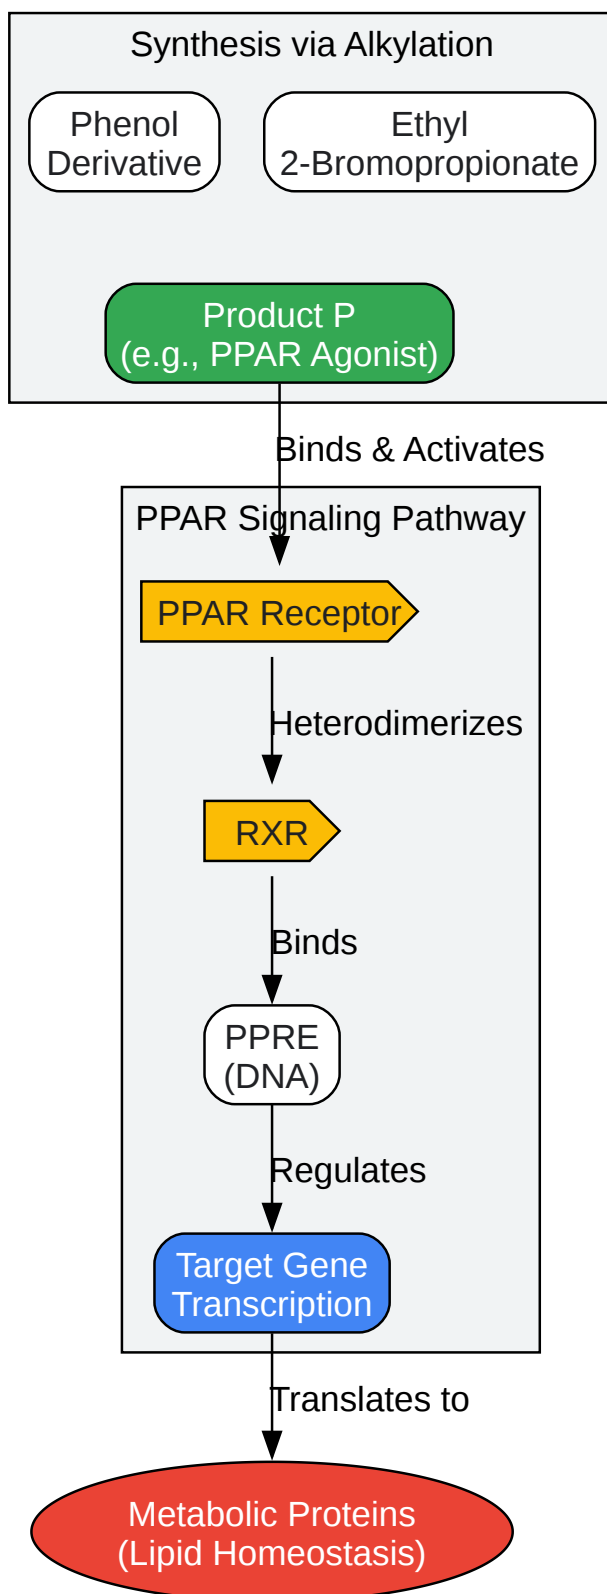 Synthesis via Alkylation
Phenol
Derivative
Ethyl
2-Bromopropionate
Product P
(e.g., PPAR Agonist)
Binds & Activates
PPAR Signaling Pathway
PPAR Receptor
Heterodimerizes
RXR
Binds
PPRE
(DNA)
Regulates
Target Gene
Transcription
Translates to
Metabolic Proteins
(Lipid Homeostasis)